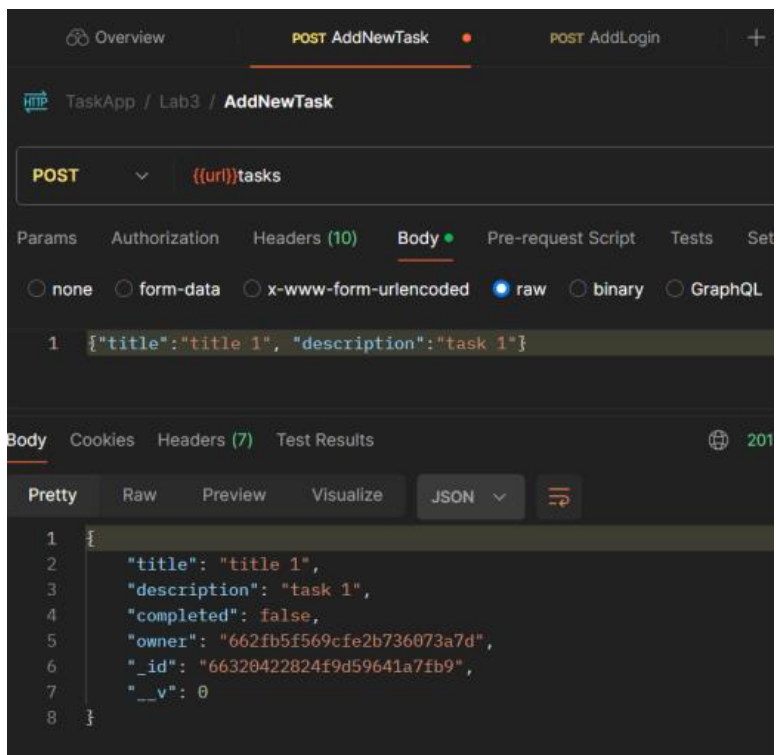 Overview POST AddNewTask POST AddLogin +
HTTP TaskApp / Lab3 / AddNewTask
POST {{url}}tasks
Params Authorization Headers (10) Body Pre-request Script Tests Set
none form-data x-www-form-urlencoded raw binary GraphQL
1 {"title":"title 1", "description":"task 1"}
Body Cookies Headers (7) Test Results 201
Pretty Raw Preview Visualize JSON
1 {
2 "title": "title 1",
3 "description": "task 1",
4 "completed": false,
5 "owner": "662fb5f569cfe2b736073a7d",
6 "_id": "66320422824f9d59641a7fb9",
7 "__v": 0
8 }